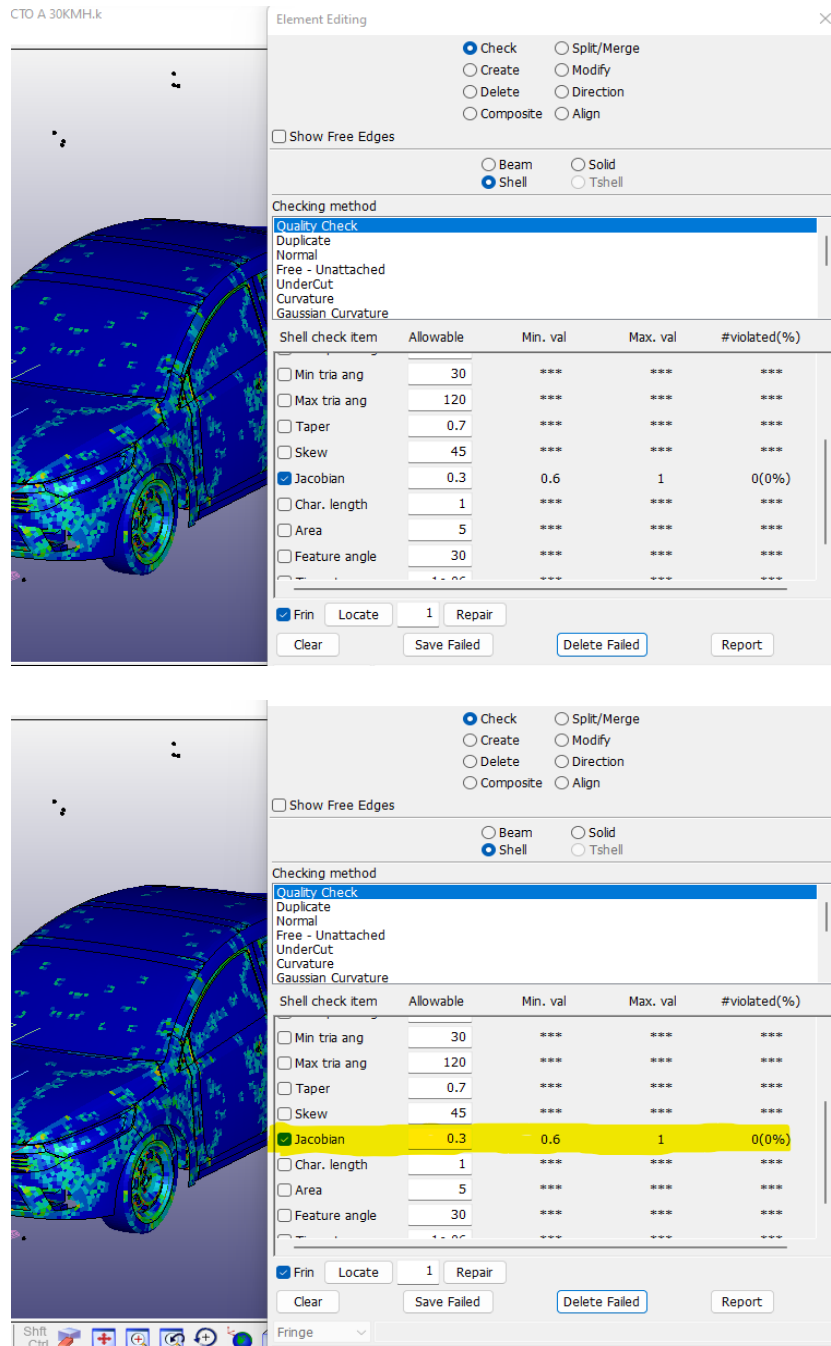 CTO A 30KMH.k
Element Editing
Check Split/Merge
Create Modify
Delete Direction
Composite Align
Show Free Edges
Beam Solid
Shell Tshell
Checking method
Quality Check
Duplicate
Normal
Free - Unattached
UnderCut
Curvature
Gaussian Curvature
Shell check item Allowable Min. val Max. val #violated(%)
Min tria ang 30 *** *** ***
Max tria ang 120 *** *** ***
Taper 0.7 *** *** ***
Skew 45 *** *** ***
Jacobian 0.3 0.6 1 0(0%)
Char. length 1 *** *** ***
Area 5 *** *** ***
Feature angle 30 *** *** ***
Frin Locate 1 Repair
Clear Save Failed Delete Failed Report
Check Split/Merge
Create Modify
Delete Direction
Composite Align
Show Free Edges
Beam Solid
Shell Tshell
Checking method
Quality Check
Duplicate
Normal
Free - Unattached
UnderCut
Curvature
Gaussian Curvature
Shell check item Allowable Min. val Max. val #violated(%)
Min tria ang 30 *** *** ***
Max tria ang 120 *** *** ***
Taper 0.7 *** *** ***
Skew 45 *** *** ***
Jacobian 0.3 0.6 1 0(0%)
Char. length 1 *** *** ***
Area 5 *** *** ***
Feature angle 30 *** *** ***
Frin Locate 1 Repair
Clear Save Failed Delete Failed Report
Shft
Ctrl
Fringe